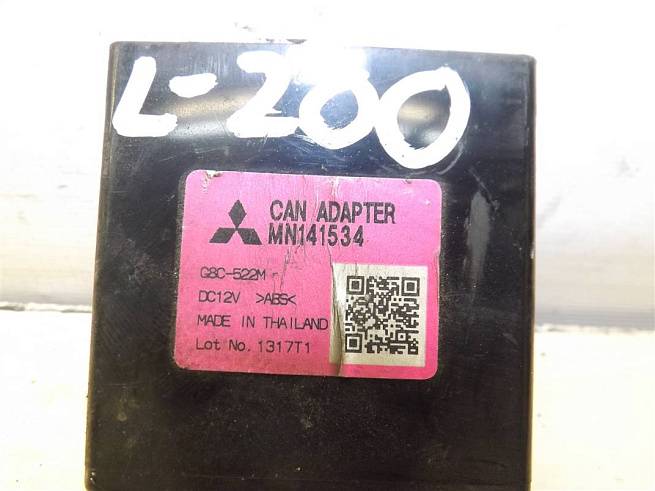 L-200
CAN ADAPTER
MN141534
G8C-522M-
DC12V >ABS<
MADE IN THAILAND
Lot No. 1317T1